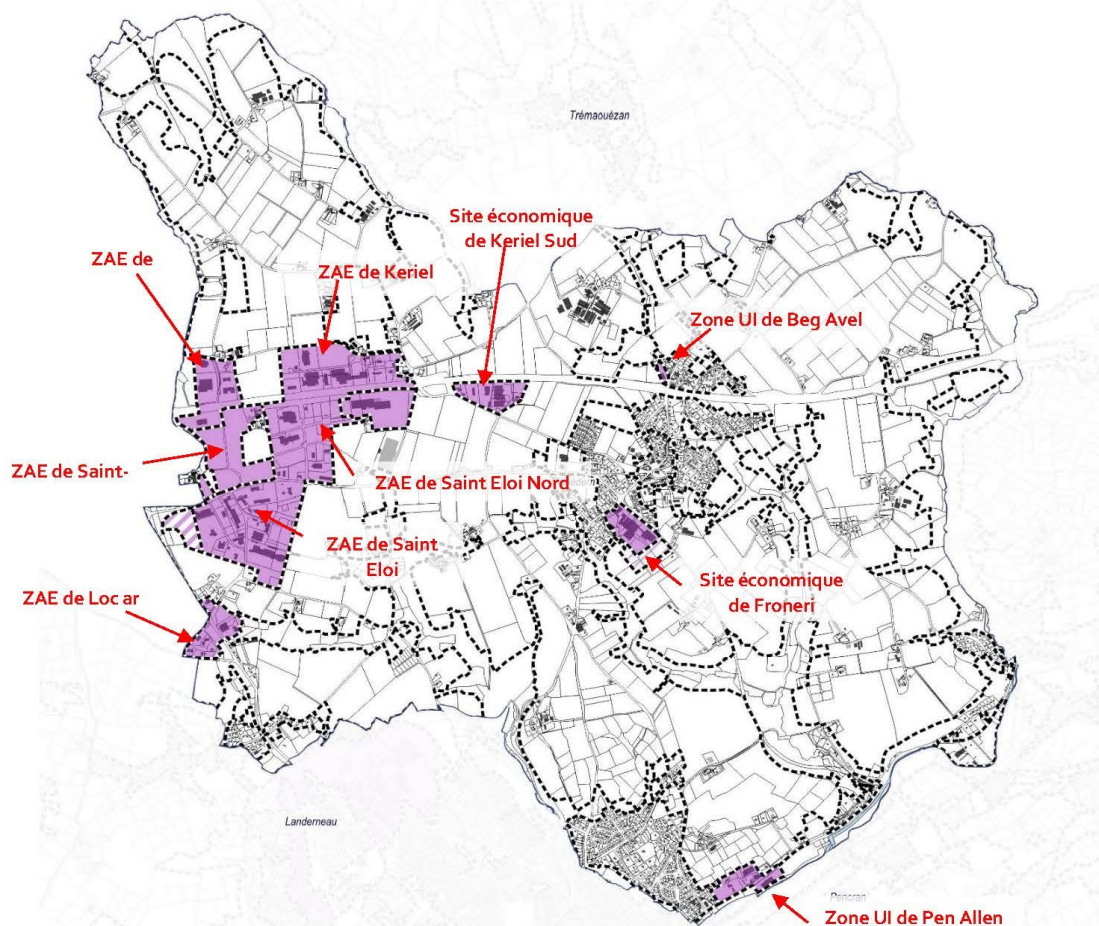 Trémaouézan
Site économique
de Keriel Sud
ZAE de
ZAE de Keriel
Zone UI de Beg Avel
ZAE de Saint-
ZAE de Saint Eloi Nord
ZAE de Saint
Eloi
Site économique
de Froneri
ZAE de Loc ar
Landerneau
Pencran
Zone UI de Pen Allen